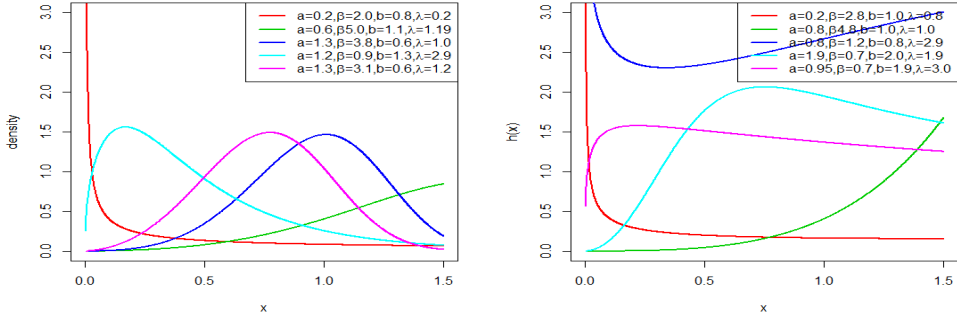 a=0.2,β=2.0,b=0.8,λ=0.2
a=0.6,β5.0,b=1.1,λ=1.19
a=1.3,β=3.8,b=0.6,λ=1.0
a=1.2,β=0.9,b=1.3,λ=2.9
a=1.3,β=3.1,b=0.6,λ=1.2
density
3.0
2.5
2.0
1.5
1.0
0.5
0.0
0.0 0.5 1.0 1.5
x
a=0.2,β=2.8,b=1.0,λ=0.8
a=0.8,β4.8,b=1.0,λ=1.0
a=0.8,β=1.2,b=0.8,λ=2.9
a=1.9,β=0.7,b=2.0,λ=1.9
a=0.95,β=0.7,b=1.9,λ=3.0
h(x)
3.0
2.5
2.0
1.5
1.0
0.5
0.0
0.0 0.5 1.0 1.5
x